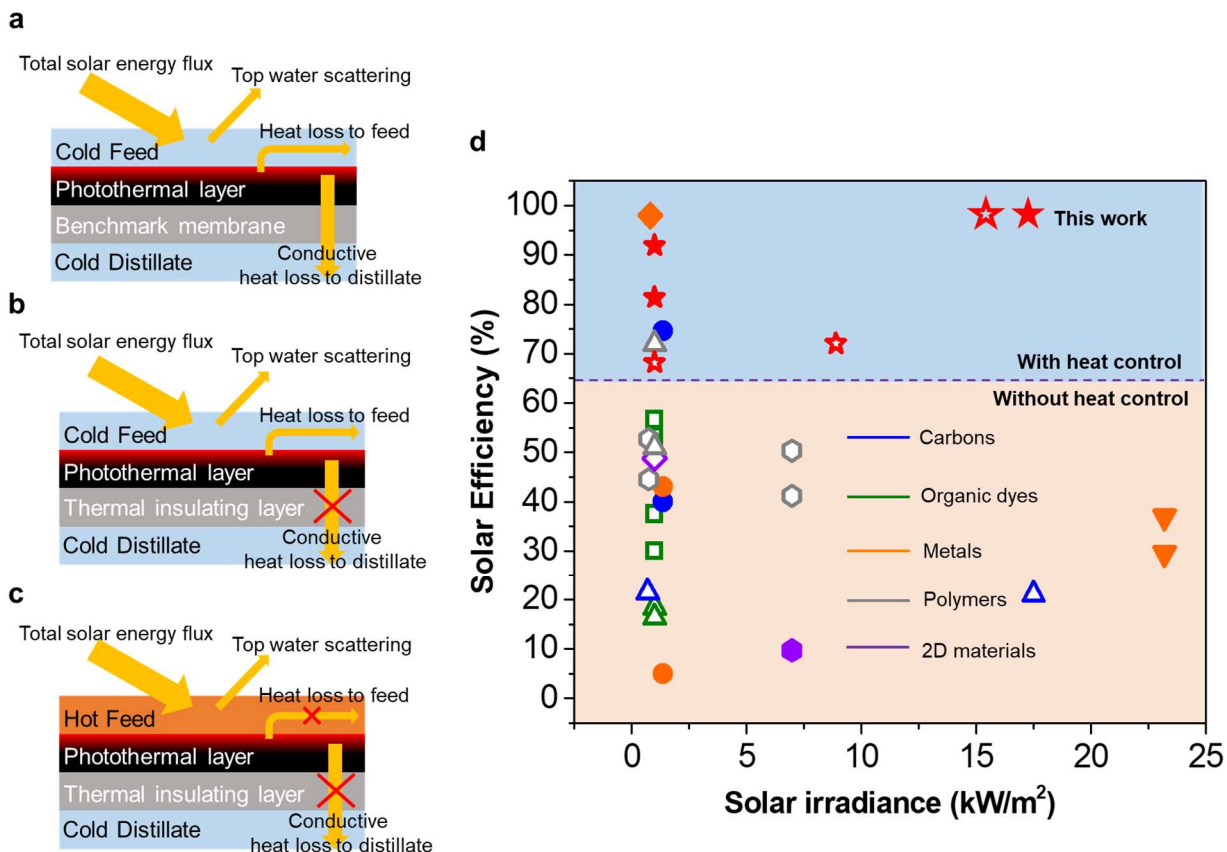 a
Total solar energy flux
Top water scattering
Heat loss to feed
Cold Feed
Photothermal layer
Benchmark membrane
Cold Distillate
Conductive
heat loss to distillate
b
Total solar energy flux
Top water scattering
Heat loss to feed
Cold Feed
Photothermal layer
Thermal insulating layer
Cold Distillate
Conductive
heat loss to distillate
c
Total solar energy flux
Top water scattering
Heat loss to feed
Hot Feed
Photothermal layer
Thermal insulating layer
Cold Distillate
Conductive
heat loss to distillate
d
Solar Efficiency (%)
100
90
80
70
60
50
40
30
20
10
0
This work
With heat control
Without heat control
Carbons
Organic dyes
Metals
Polymers
2D materials
0 5 10 15 20 25
Solar irradiance (kW/m²)